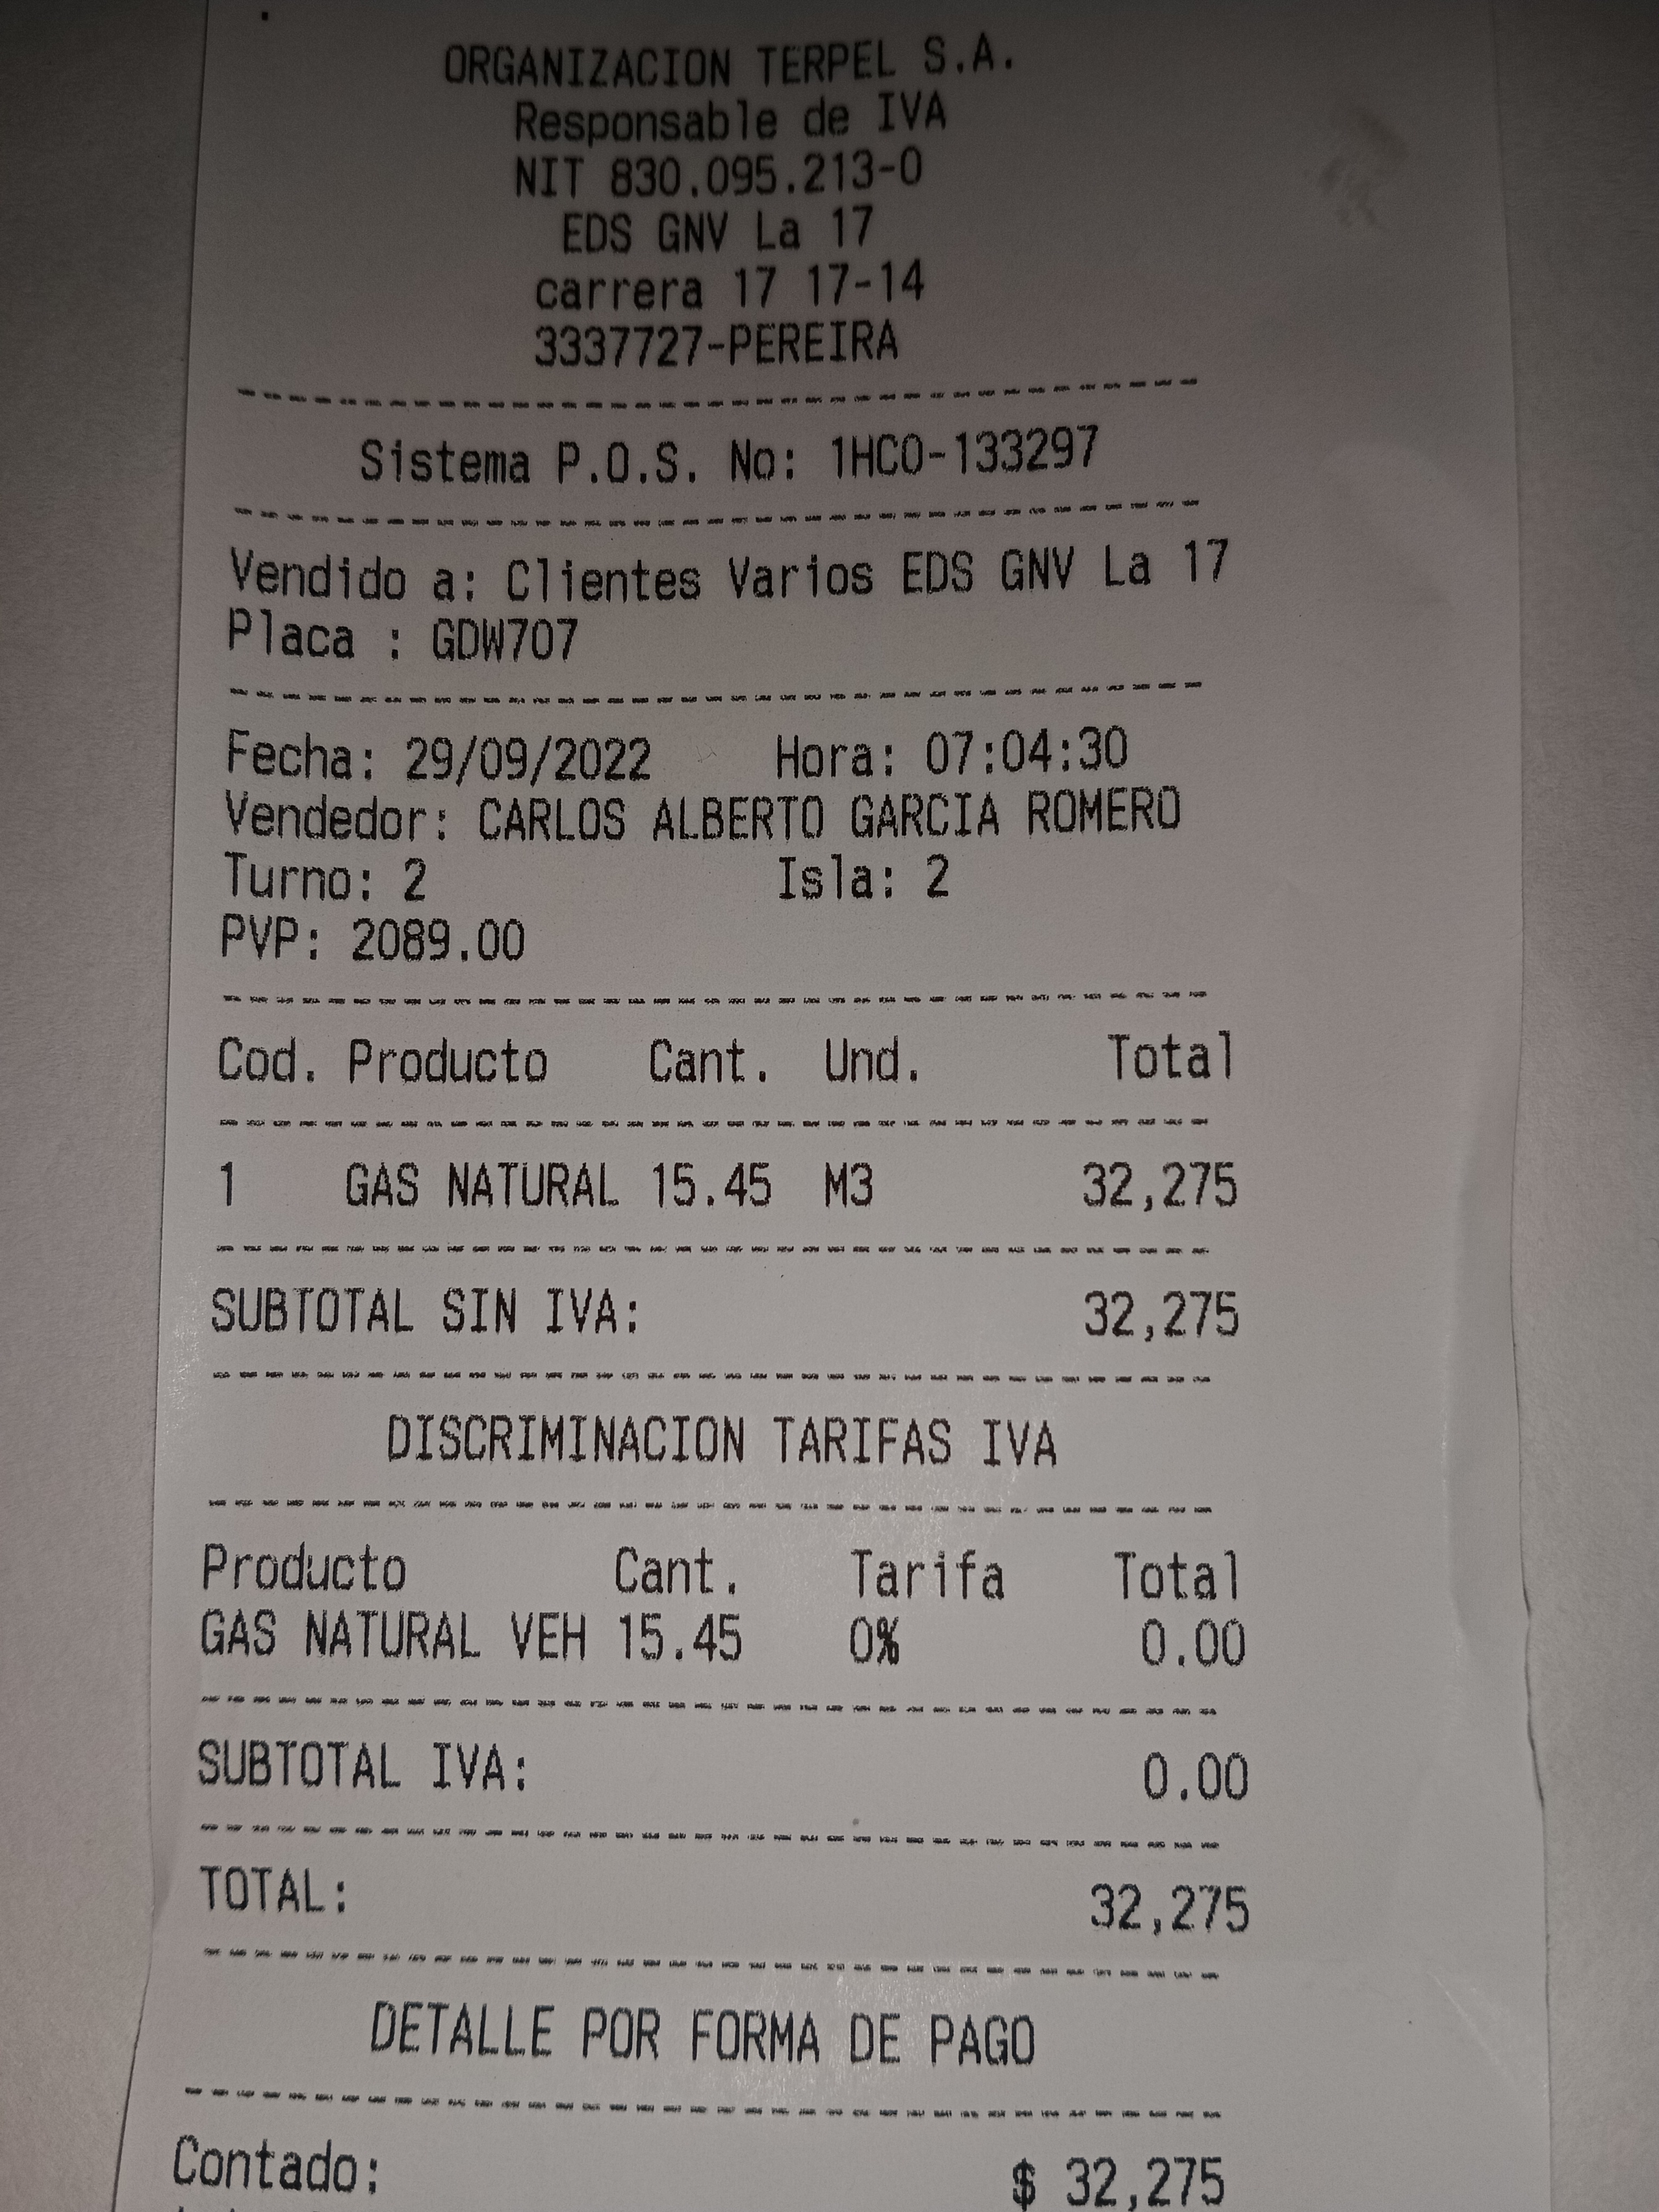 ORGANIZACION TERPEL S.A.
Responsable de IVA
NIT 830.095.213-0
EDS GNV La 17
carrera 17 17-14
3337727-PEREIRA
Sistema P.O.S. No: 1HCO-133297
Vendido a: Clientes Varios EDS GNV La 17
Placa : GDW707
Fecha: 29/09/2022 Hora: 07:04:30
Vendedor: CARLOS ALBERTO GARCIA ROMERO
Turno: 2 Isla: 2
PVP: 2089.00
Cod. Producto Cant. Und. Total
1 GAS NATURAL 15.45 M3 32,275
SUBTOTAL SIN IVA: 32,275
DISCRIMINACION TARIFAS IVA
Producto Cant. Tarifa Total
GAS NATURAL VEH 15.45 0% 0.00
SUBTOTAL IVA: 0.00
TOTAL: 32,275
DETALLE POR FORMA DE PAGO
Contado: $ 32,275